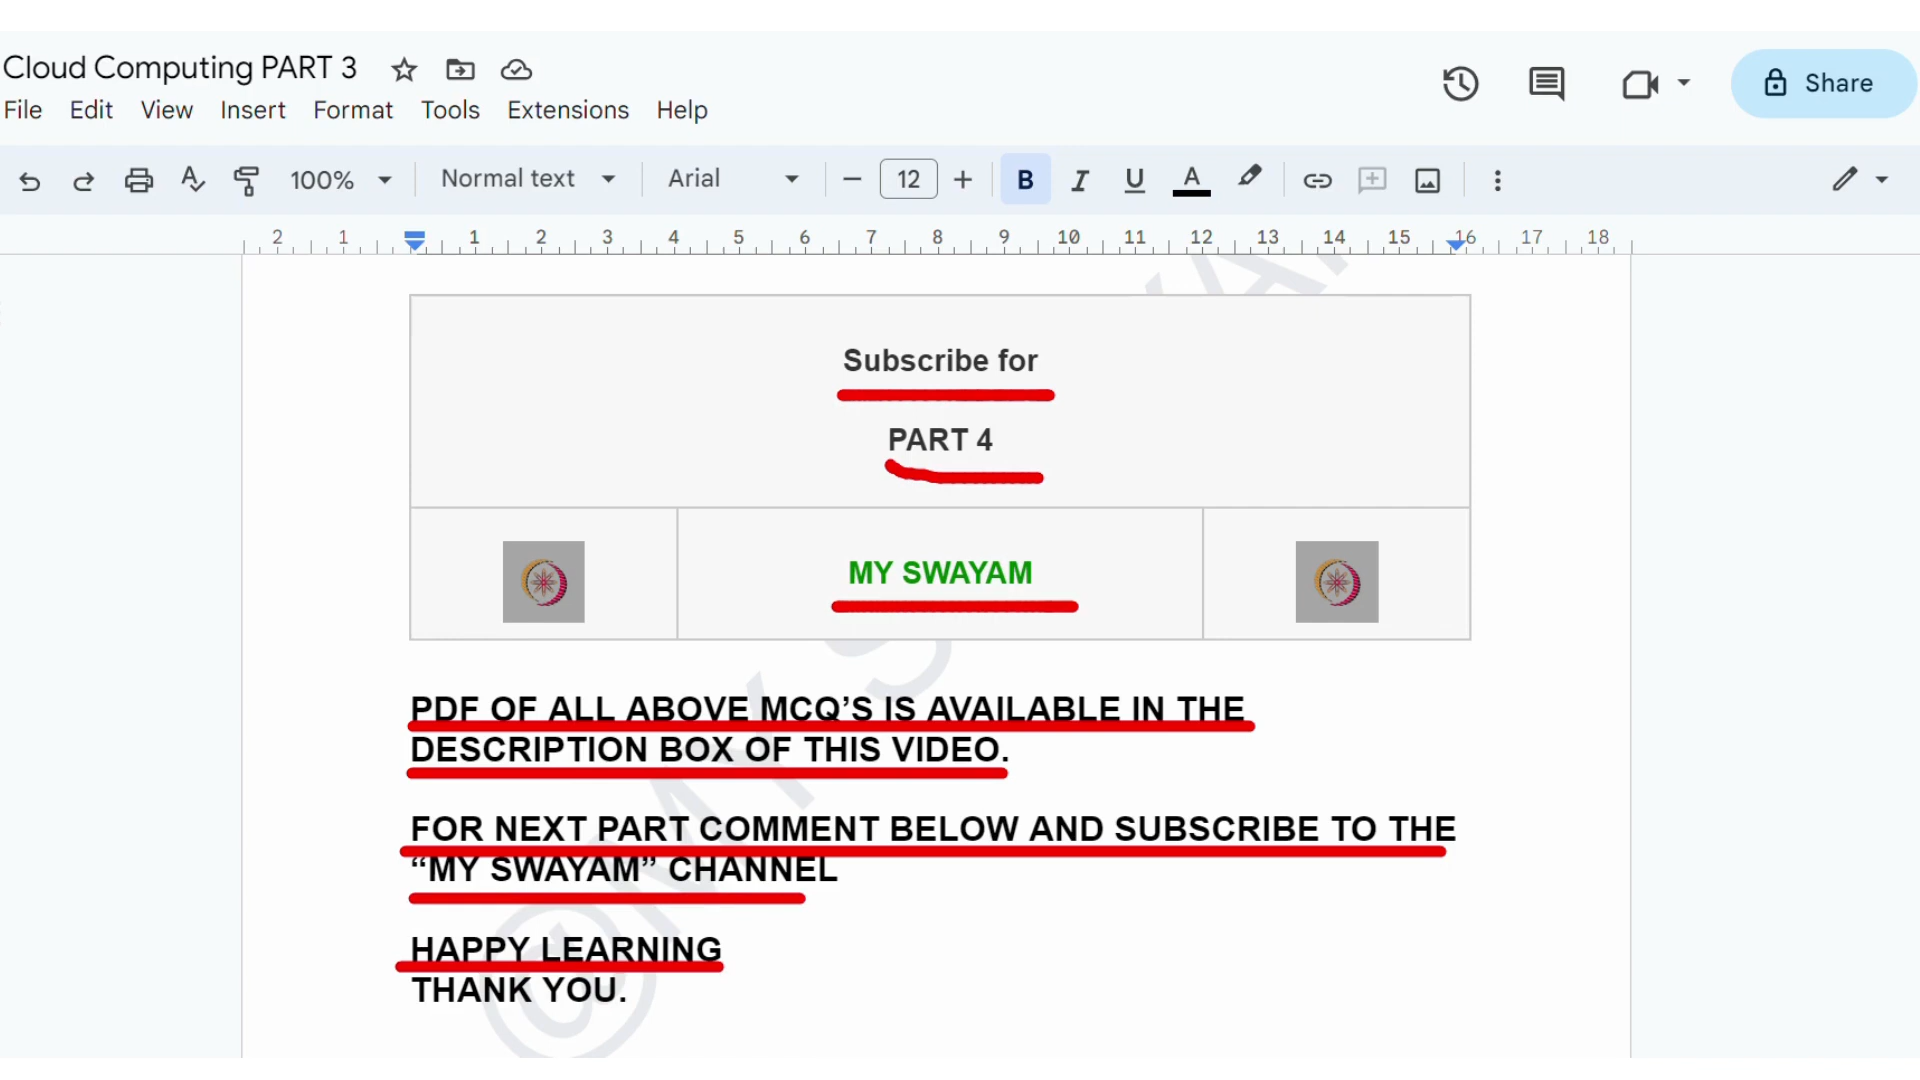 Cloud Computing PART 3
File Edit View Insert Format Tools Extensions Help
Share
100% Normal text Arial 12 B I U A
2 1 1 2 3 4 5 6 7 8 9 10 11 12 13 14 15 16 17 18
Subscribe for
PART 4
MY SWAYAM
PDF OF ALL ABOVE MCQ’S IS AVAILABLE IN THE
DESCRIPTION BOX OF THIS VIDEO.
FOR NEXT PART COMMENT BELOW AND SUBSCRIBE TO THE
“MY SWAYAM” CHANNEL
HAPPY LEARNING
THANK YOU.